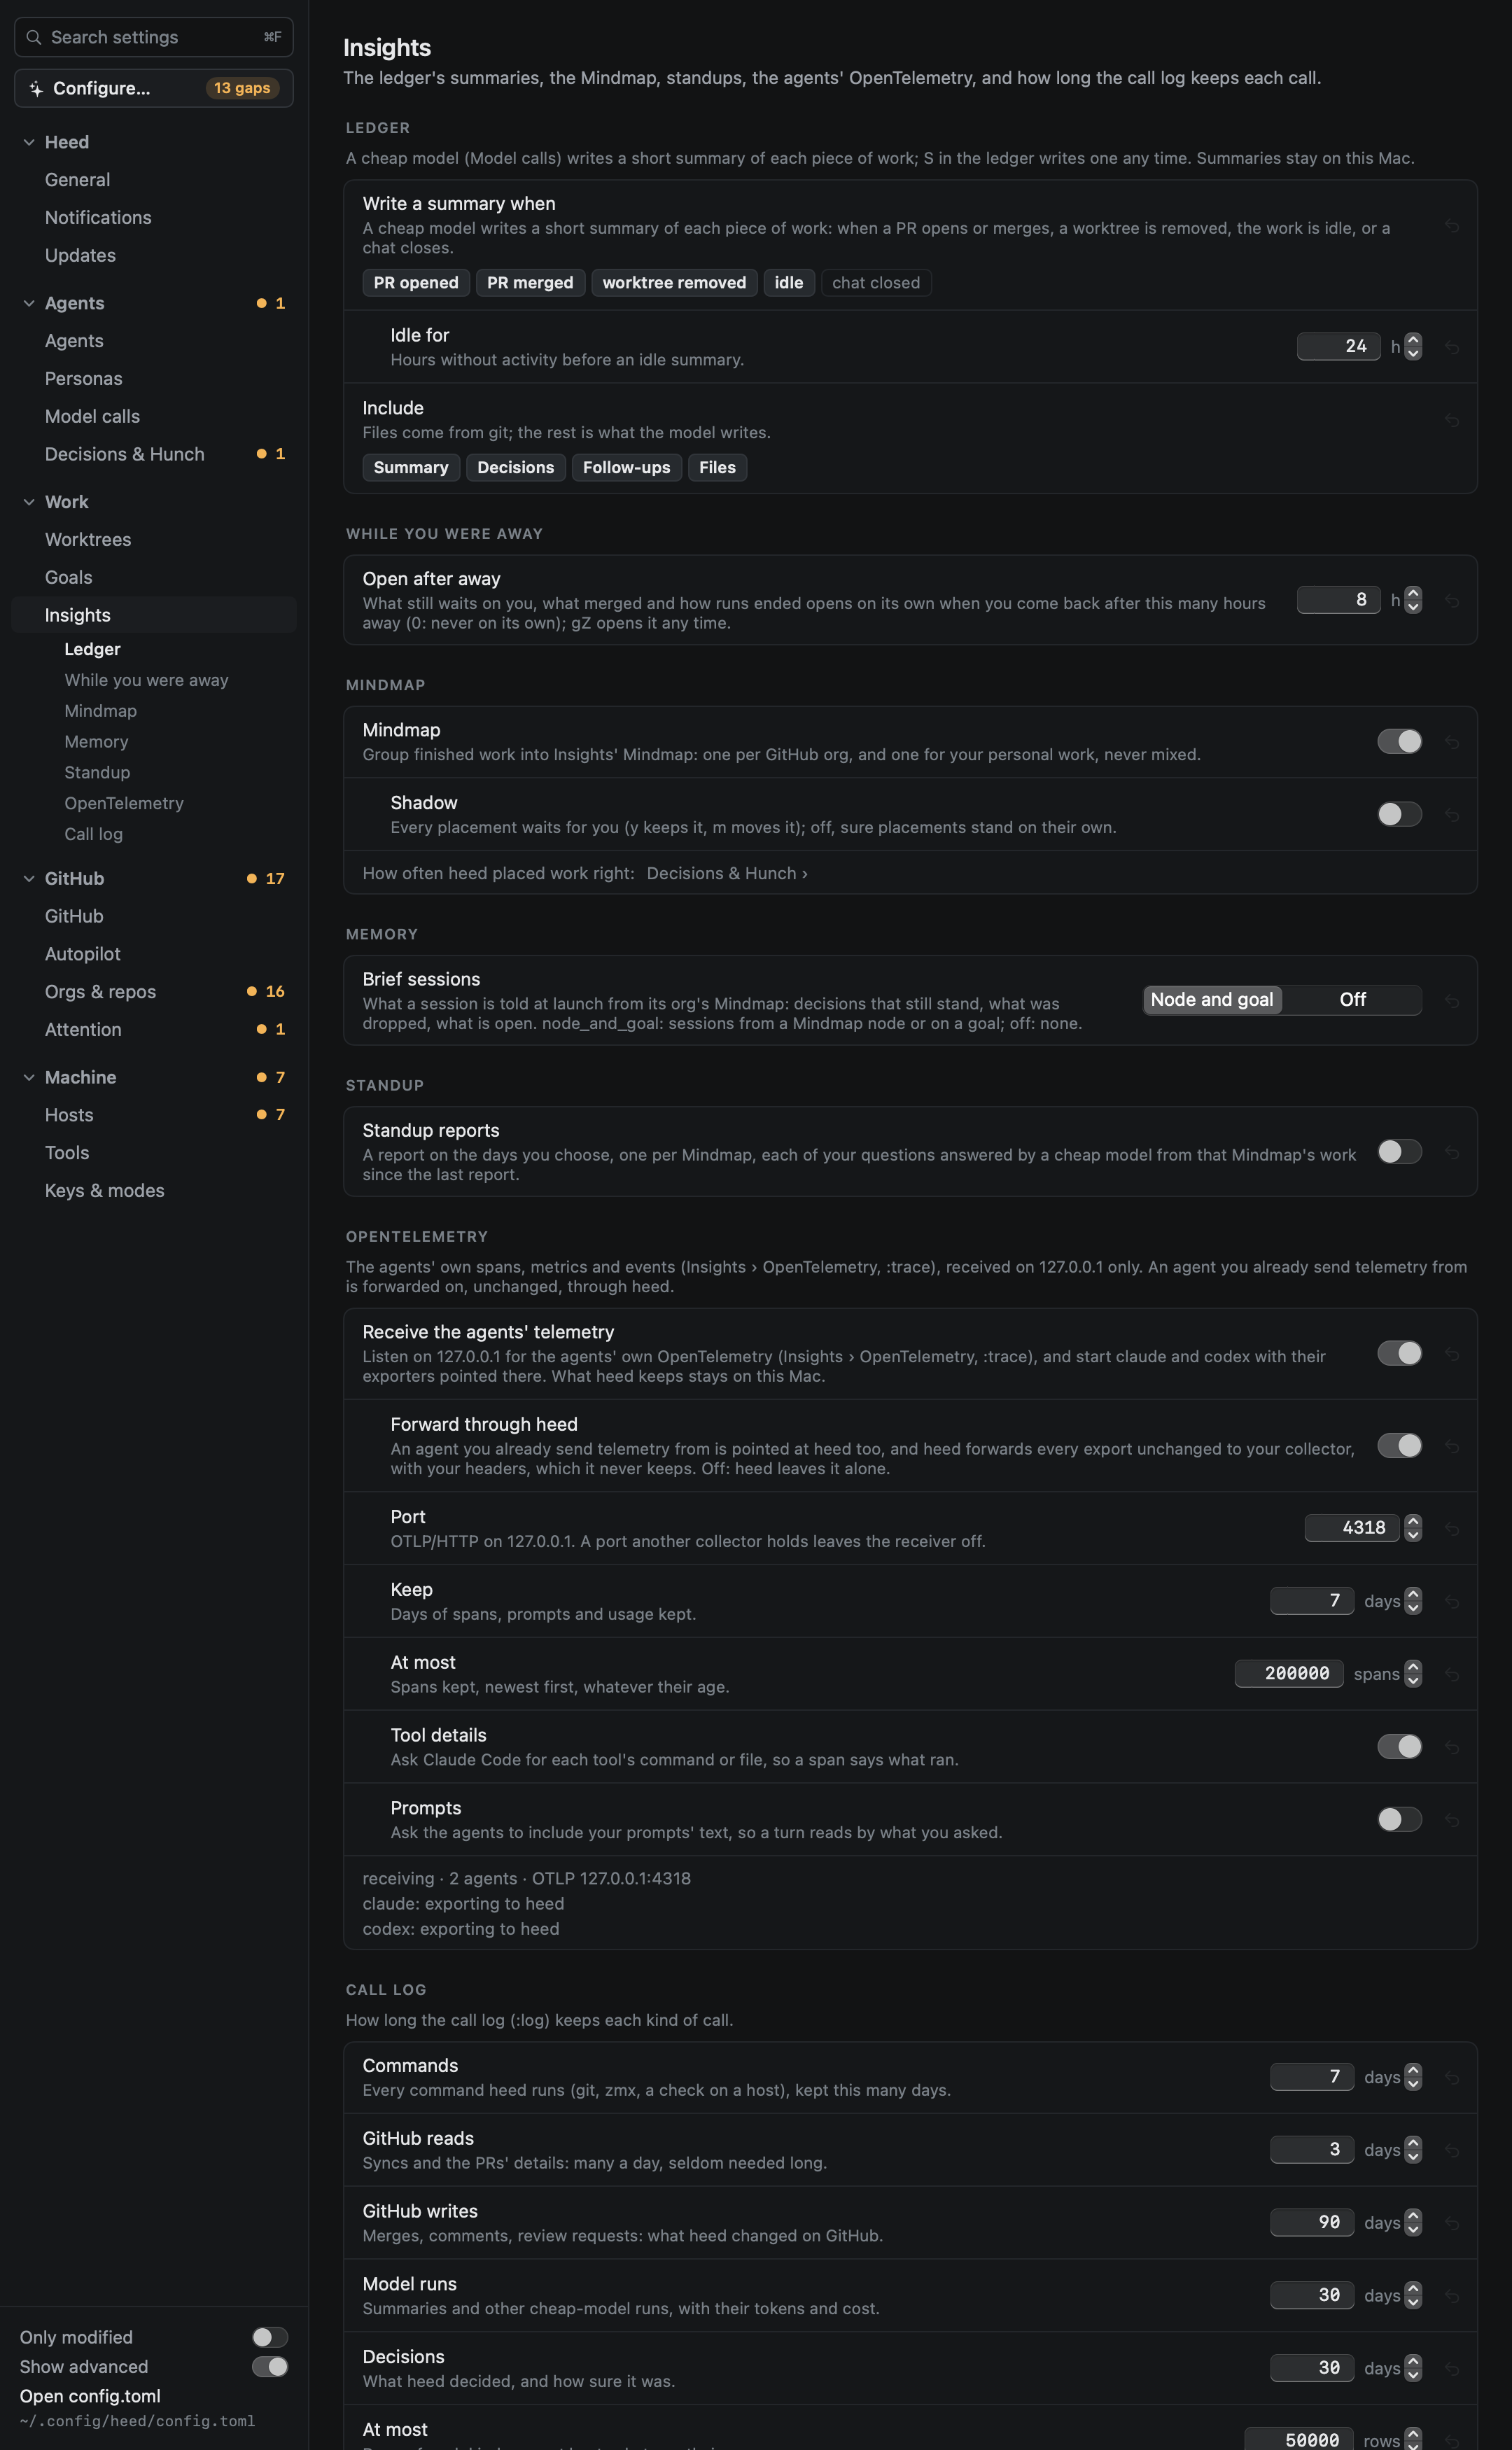 Search settings ⌘F
Configure... 13 gaps
Heed
General
Notifications
Updates
Agents 1
Agents
Personas
Model calls
Decisions & Hunch 1
Work
Worktrees
Goals
Insights
Ledger
While you were away
Mindmap
Memory
Standup
OpenTelemetry
Call log
GitHub 17
GitHub
Autopilot
Orgs & repos 16
Attention 1
Machine 7
Hosts 7
Tools
Keys & modes
Only modified
Show advanced
Open config.toml
~/.config/heed/config.toml
Insights
The ledger's summaries, the Mindmap, standups, the agents' OpenTelemetry, and how long the call log keeps each call.
LEDGER
A cheap model (Model calls) writes a short summary of each piece of work; S in the ledger writes one any time. Summaries stay on this Mac.
Write a summary when
A cheap model writes a short summary of each piece of work: when a PR opens or merges, a worktree is removed, the work is idle, or a
chat closes.
PR opened PR merged worktree removed idle chat closed
Idle for
24 h
Hours without activity before an idle summary.
Include
Files come from git; the rest is what the model writes.
Summary Decisions Follow-ups Files
WHILE YOU WERE AWAY
Open after away
What still waits on you, what merged and how runs ended opens on its own when you come back after this many hours
8 h
away (0: never on its own); gZ opens it any time.
MINDMAP
Mindmap
Group finished work into Insights' Mindmap: one per GitHub org, and one for your personal work, never mixed.
Shadow
Every placement waits for you (y keeps it, m moves it); off, sure placements stand on their own.
How often heed placed work right: Decisions & Hunch ›
MEMORY
Brief sessions
What a session is told at launch from its org's Mindmap: decisions that still stand, what was
Node and goal Off
dropped, what is open. node_and_goal: sessions from a Mindmap node or on a goal; off: none.
STANDUP
Standup reports
A report on the days you choose, one per Mindmap, each of your questions answered by a cheap model from that Mindmap's work
since the last report.
OPENTELEMETRY
The agents' own spans, metrics and events (Insights › OpenTelemetry, :trace), received on 127.0.0.1 only. An agent you already send telemetry from
is forwarded on, unchanged, through heed.
Receive the agents' telemetry
Listen on 127.0.0.1 for the agents' own OpenTelemetry (Insights › OpenTelemetry, :trace), and start claude and codex with their
exporters pointed there. What heed keeps stays on this Mac.
Forward through heed
An agent you already send telemetry from is pointed at heed too, and heed forwards every export unchanged to your collector,
with your headers, which it never keeps. Off: heed leaves it alone.
Port
4318
OTLP/HTTP on 127.0.0.1. A port another collector holds leaves the receiver off.
Keep
7 days
Days of spans, prompts and usage kept.
At most
200000 spans
Spans kept, newest first, whatever their age.
Tool details
Ask Claude Code for each tool's command or file, so a span says what ran.
Prompts
Ask the agents to include your prompts' text, so a turn reads by what you asked.
receiving · 2 agents · OTLP 127.0.0.1:4318
claude: exporting to heed
codex: exporting to heed
CALL LOG
How long the call log (:log) keeps each kind of call.
Commands
7 days
Every command heed runs (git, zmx, a check on a host), kept this many days.
GitHub reads
3 days
Syncs and the PRs' details: many a day, seldom needed long.
GitHub writes
90 days
Merges, comments, review requests: what heed changed on GitHub.
Model runs
30 days
Summaries and other cheap-model runs, with their tokens and cost.
Decisions
30 days
What heed decided, and how sure it was.
At most
50000 rows